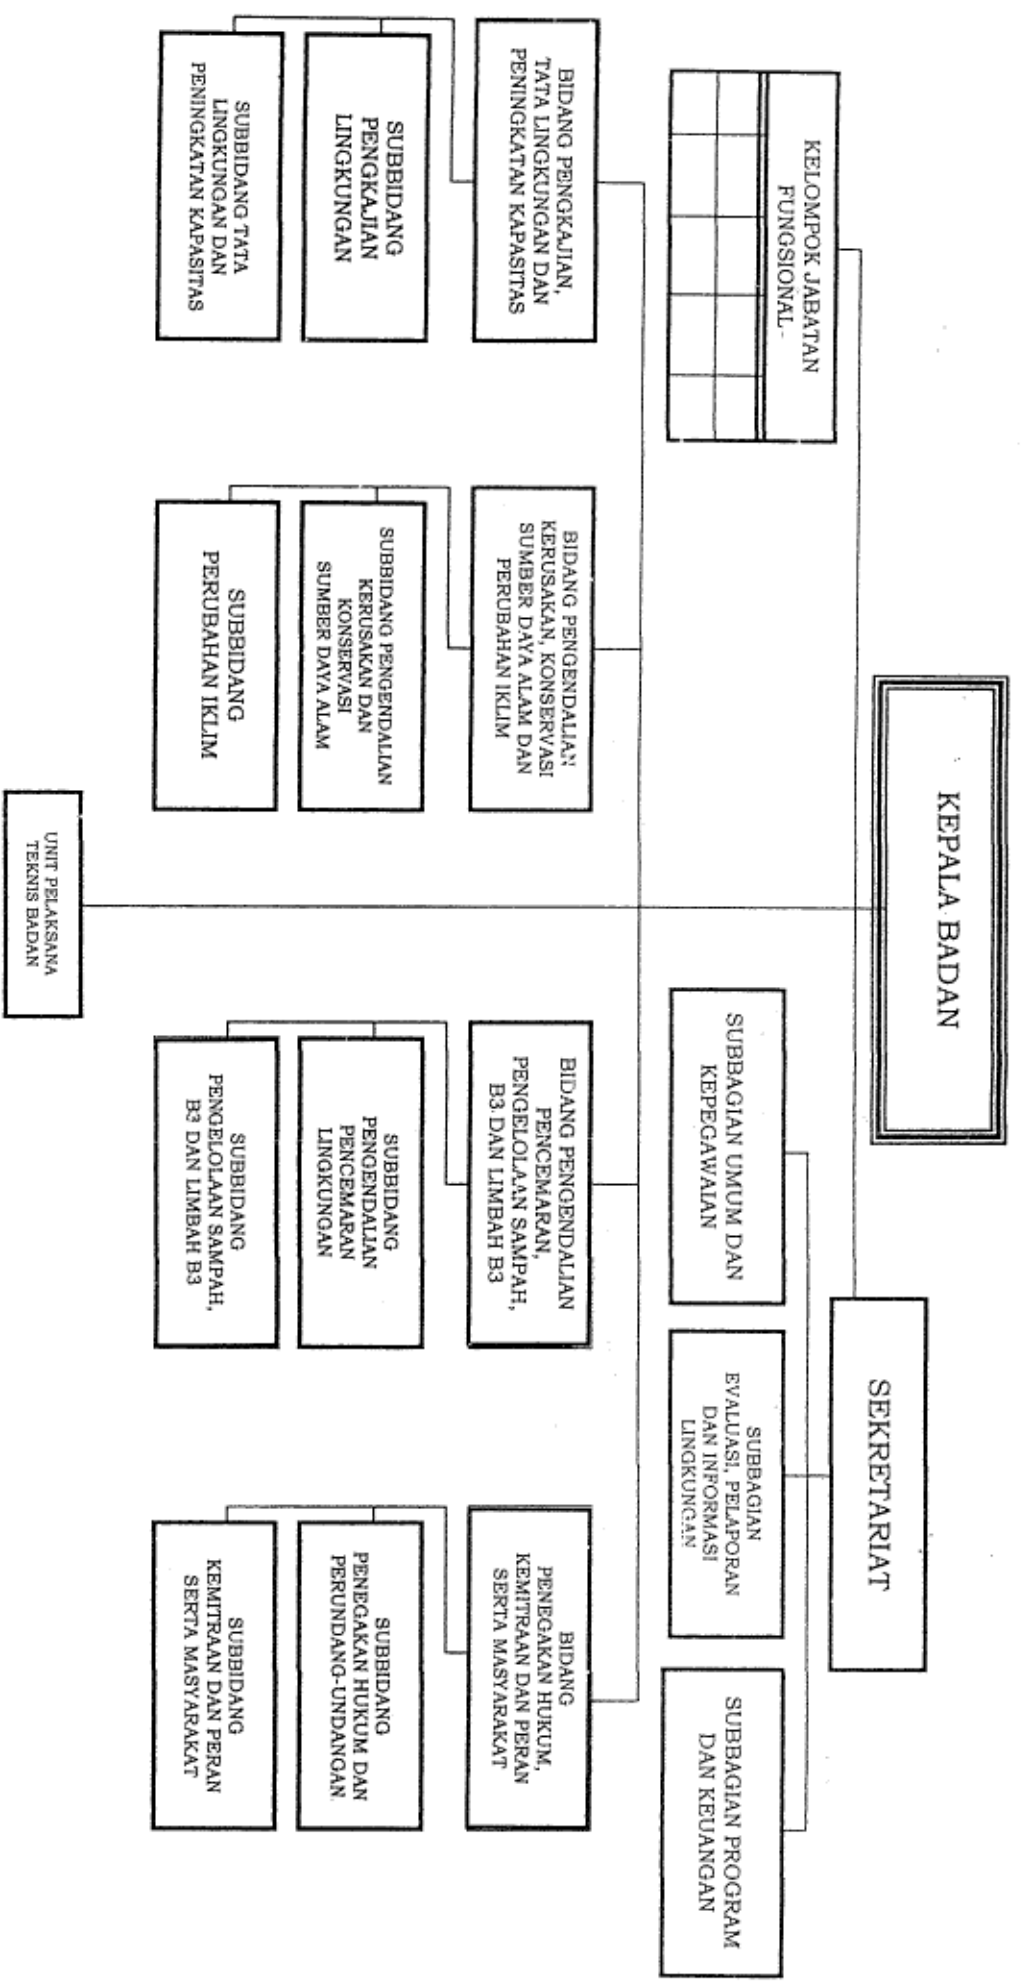 KEPALA BADAN
KELOMPOK JABATAN
FUNGSIONAL
SEKRETARIAT
SUBBAGIAN UMUM DAN
KEPEGAWAIAN
SUBBAGIAN
EVALUASI, PELAPORAN
DAN INFORMASI
LINGKUNGAN
SUBBAGIAN PROGRAM
DAN KEUANGAN
BIDANG PENGKAJIAN,
TATA LINGKUNGAN DAN
PENINGKATAN KAPASITAS
SUBBIDANG
PENGKAJIAN
LINGKUNGAN
SUBBIDANG TATA
LINGKUNGAN DAN
PENINGKATAN KAPASITAS
BIDANG PENGENDALIAN
KERUSAKAN, KONSERVASI
SUMBER DAYA ALAM DAN
PERUBAHAN IKLIM
SUBBIDANG PENGENDALIAN
KERUSAKAN DAN
KONSERVASI
SUMBER DAYA ALAM
SUBBIDANG
PERUBAHAN IKLIM
BIDANG PENGENDALIAN
PENCEMARAN,
PENGELOLAAN SAMPAH,
B3 DAN LIMBAH B3
SUBBIDANG
PENGENDALIAN
PENCEMARAN
LINGKUNGAN
SUBBIDANG
PENGELOLAAN SAMPAH,
B3 DAN LIMBAH B3
BIDANG
PENEGAKAN HUKUM,
KEMITRAAN DAN PERAN
SERTA MASYARAKAT
SUBBIDANG
PENEGAKAN HUKUM DAN
PERUNDANG-UNDANGAN
SUBBIDANG
KEMITRAAN DAN PERAN
SERTA MASYARAKAT
UNIT PELAKSANA
TEKNIS BADAN